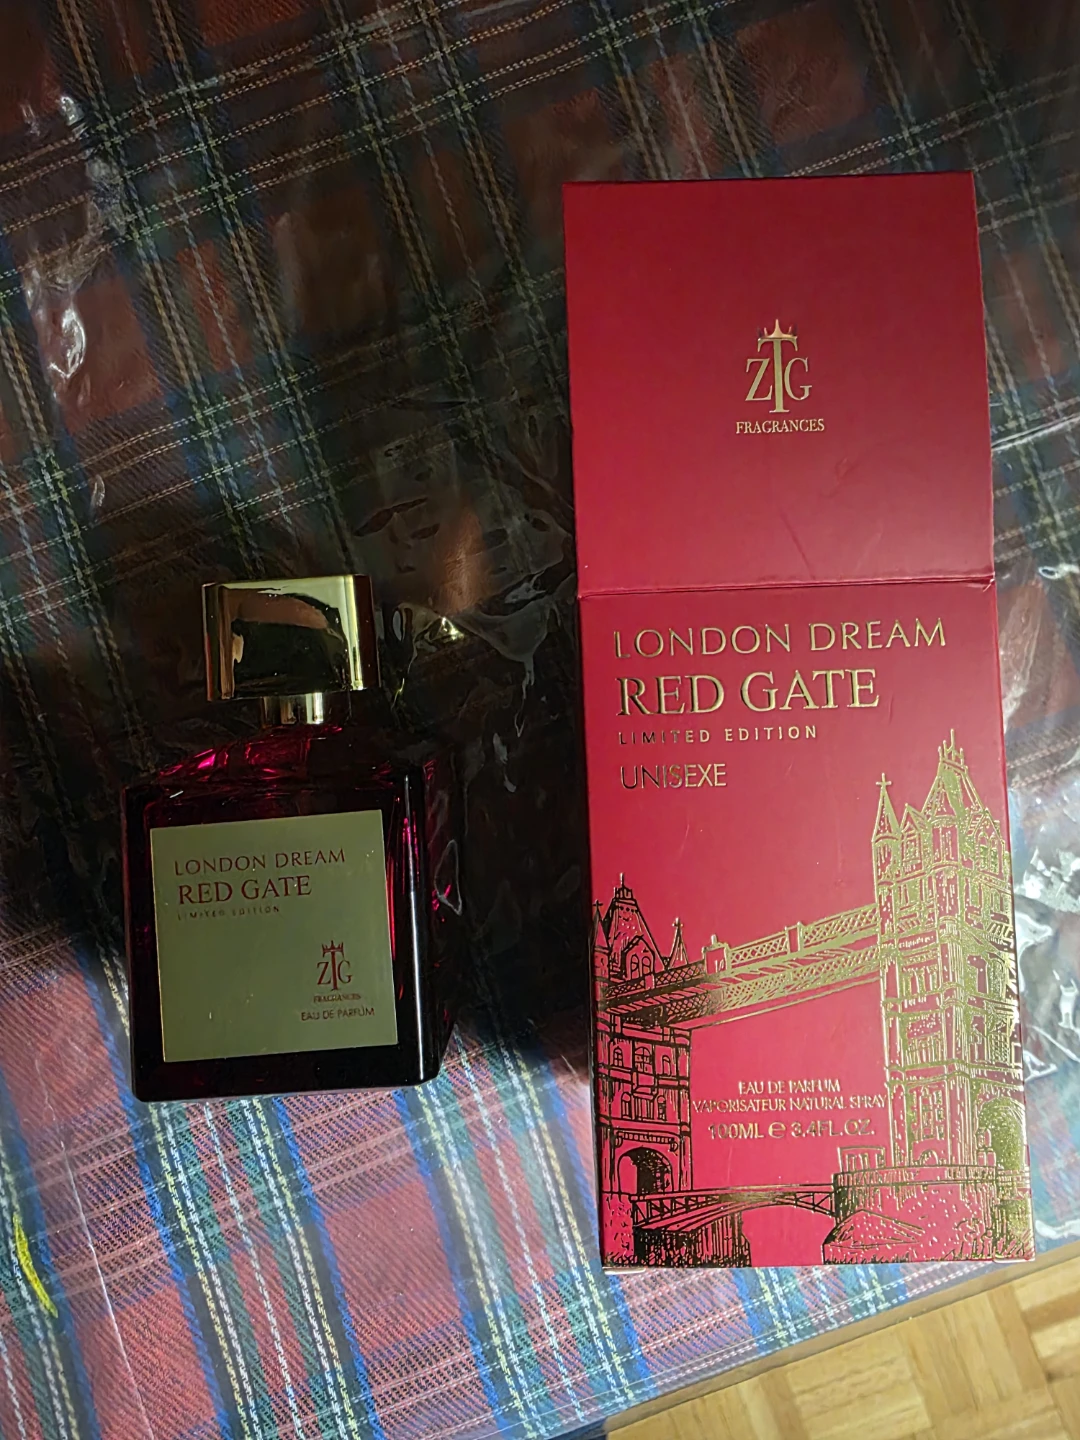 ZTG
FRAGRANCES
LONDON DREAM
RED GATE
LIMITED EDITION
UNISEXE
EAU DE PARFUM
VAPORISATEUR NATURAL SPRAY
100ML e 3.4FL.OZ.
LONDON DREAM
RED GATE
LIMITED EDITION
ZTG
FRAGRANCES
EAU DE PARFUM